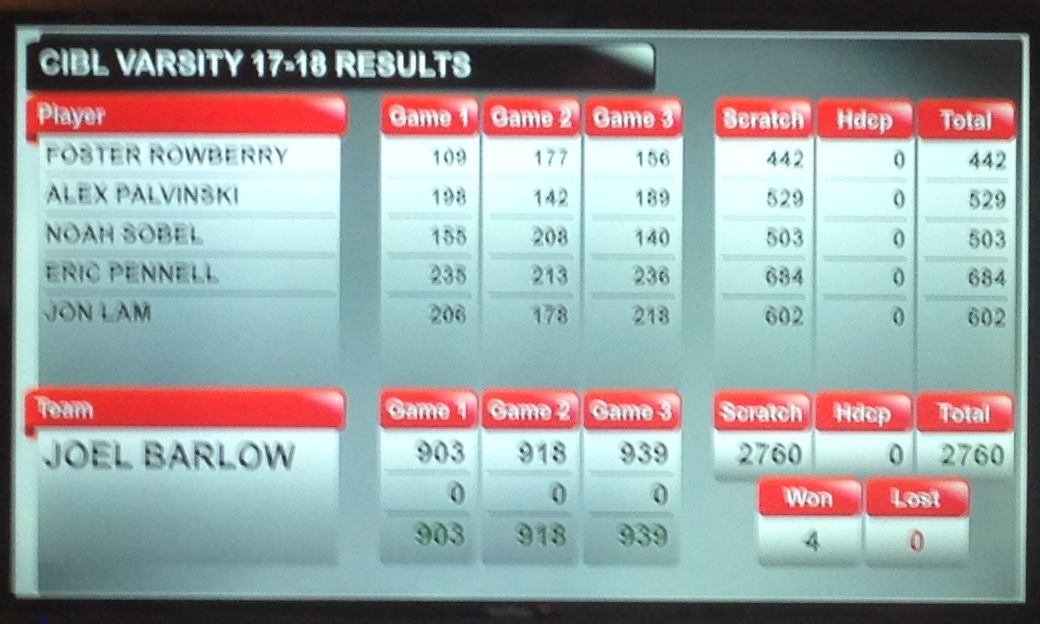 CIBL VARSITY 17-18 RESULTS
Player Game 1 Game 2 Game 3 Scratch Hdcp Total
FOSTER ROWBERRY 109 177 156 442 0 442
ALEX PALVINSKI 198 142 189 529 0 529
NOAH SOBEL 155 208 140 503 0 503
ERIC PENNELL 235 213 236 684 0 684
JON LAM 206 178 218 602 0 602
Team Game 1 Game 2 Game 3 Scratch Hdcp Total
JOEL BARLOW 903 918 939 2760 0 2760
0 0 0 Won Lost
903 918 939 4 0